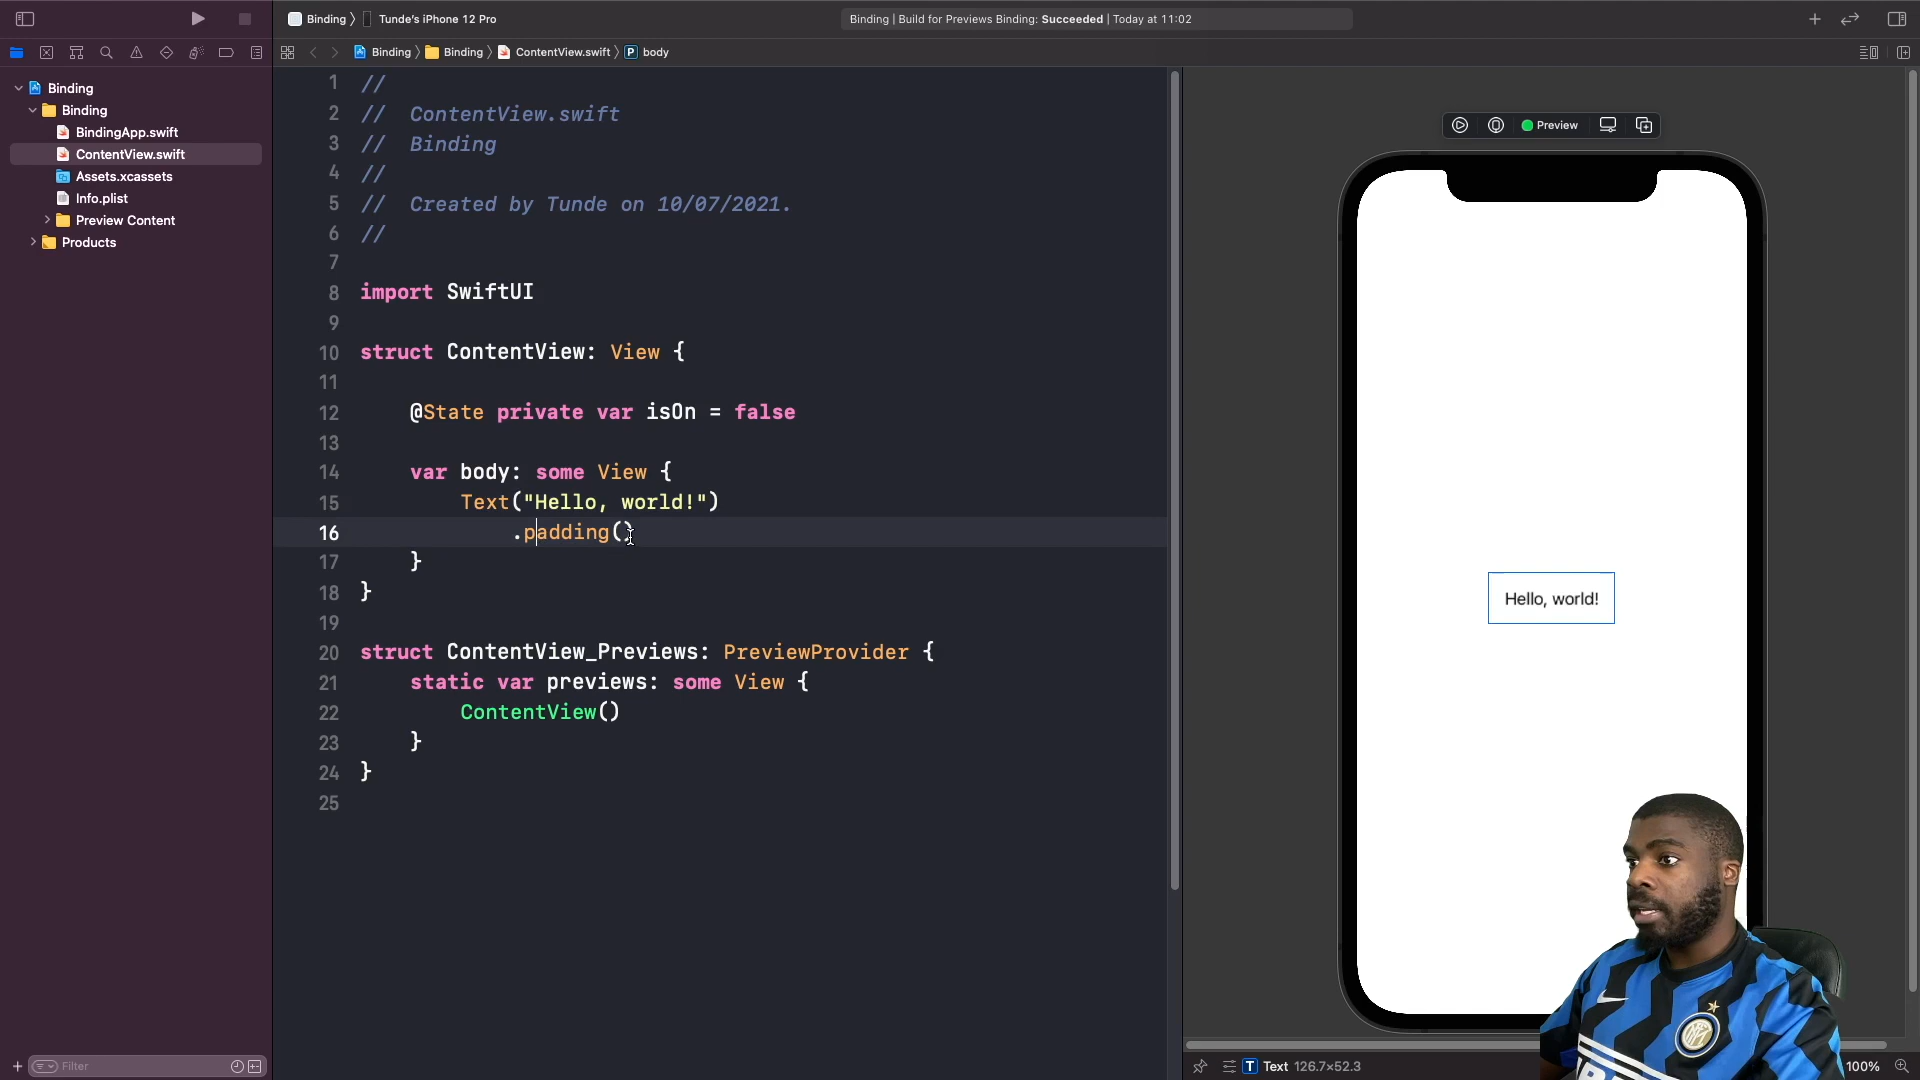 Binding
Tunde's iPhone 12 Pro
Binding | Build for Previews Binding: Succeeded | Today at 11:02
Binding
Binding
ContentView.swift
P
body
Binding
Binding
BindingApp.swift
ContentView.swift
Assets.xcassets
Info.plist
Preview Content
Products
Filter
1 //
2 //  ContentView.swift
3 //  Binding
4 //
5 //  Created by Tunde on 10/07/2021.
6 //
7
8 import SwiftUI
9
10 struct ContentView: View {
11
12     @State private var isOn = false
13
14     var body: some View {
15         Text("Hello, world!")
16             .padding()
17     }
18 }
19
20 struct ContentView_Previews: PreviewProvider {
21     static var previews: some View {
22         ContentView()
23     }
24 }
25
Preview
Hello, world!
T Text 126.7×52.3
100%